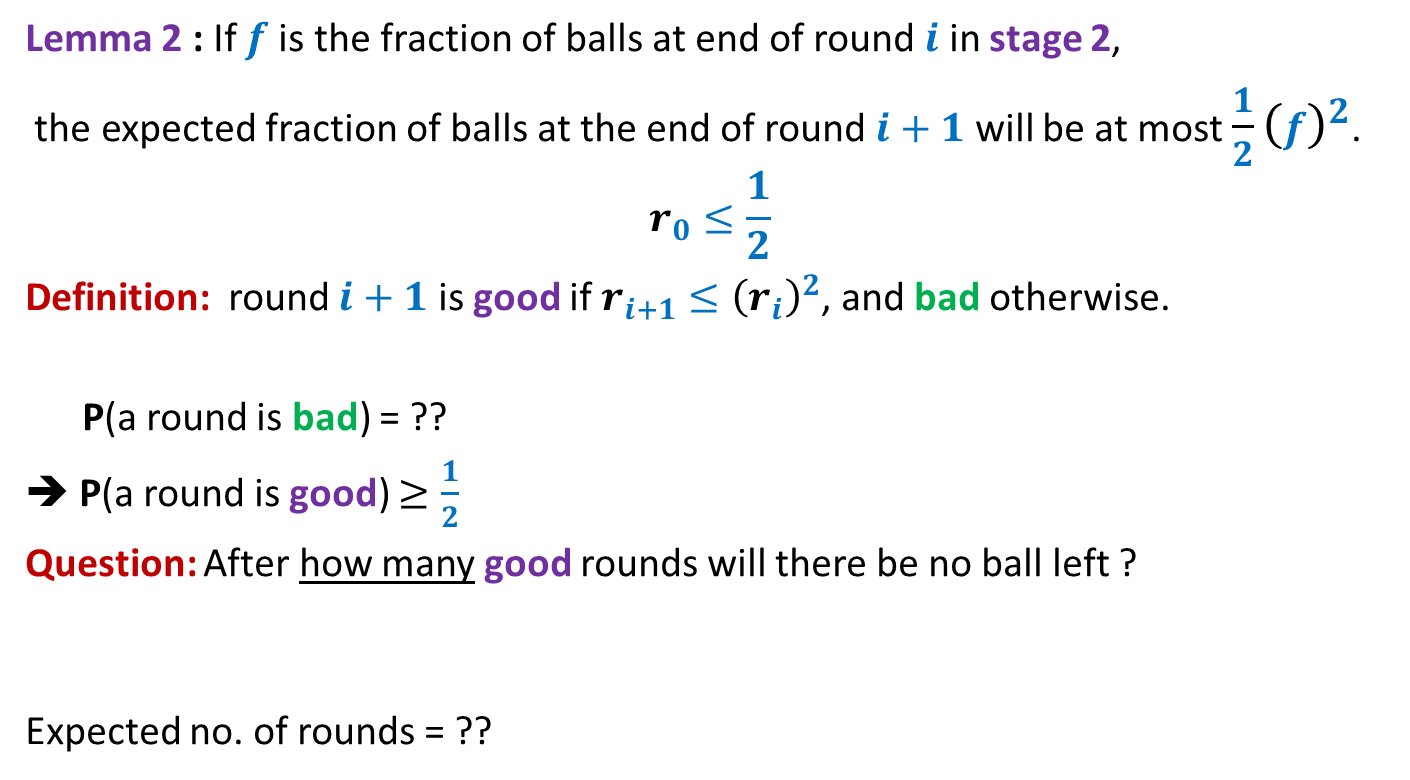 Lemma 2 : If f is the fraction of balls at end of round i in stage 2,
the expected fraction of balls at the end of round i + 1 will be at most 1/2 (f)².
r₀ ≤ 1/2
Definition: round i + 1 is good if rᵢ₊₁ ≤ (rᵢ)², and bad otherwise.
P(a round is bad) = ??
➔ P(a round is good) ≥ 1/2
Question: After how many good rounds will there be no ball left ?
Expected no. of rounds = ??